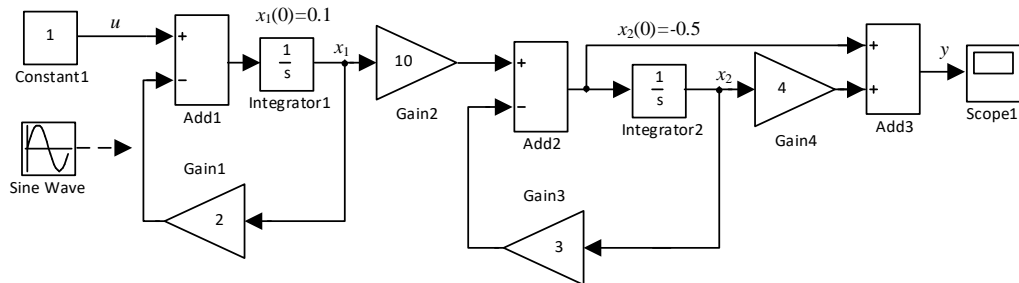 1
u
Constant1
Sine Wave
+
−
Add1
x₁(0)=0.1
1
s
Integrator1
x₁
Gain1
2
10
Gain2
+
−
Add2
x₂(0)=-0.5
1
s
Integrator2
x₂
Gain3
3
4
Gain4
+
+
Add3
y
Scope1